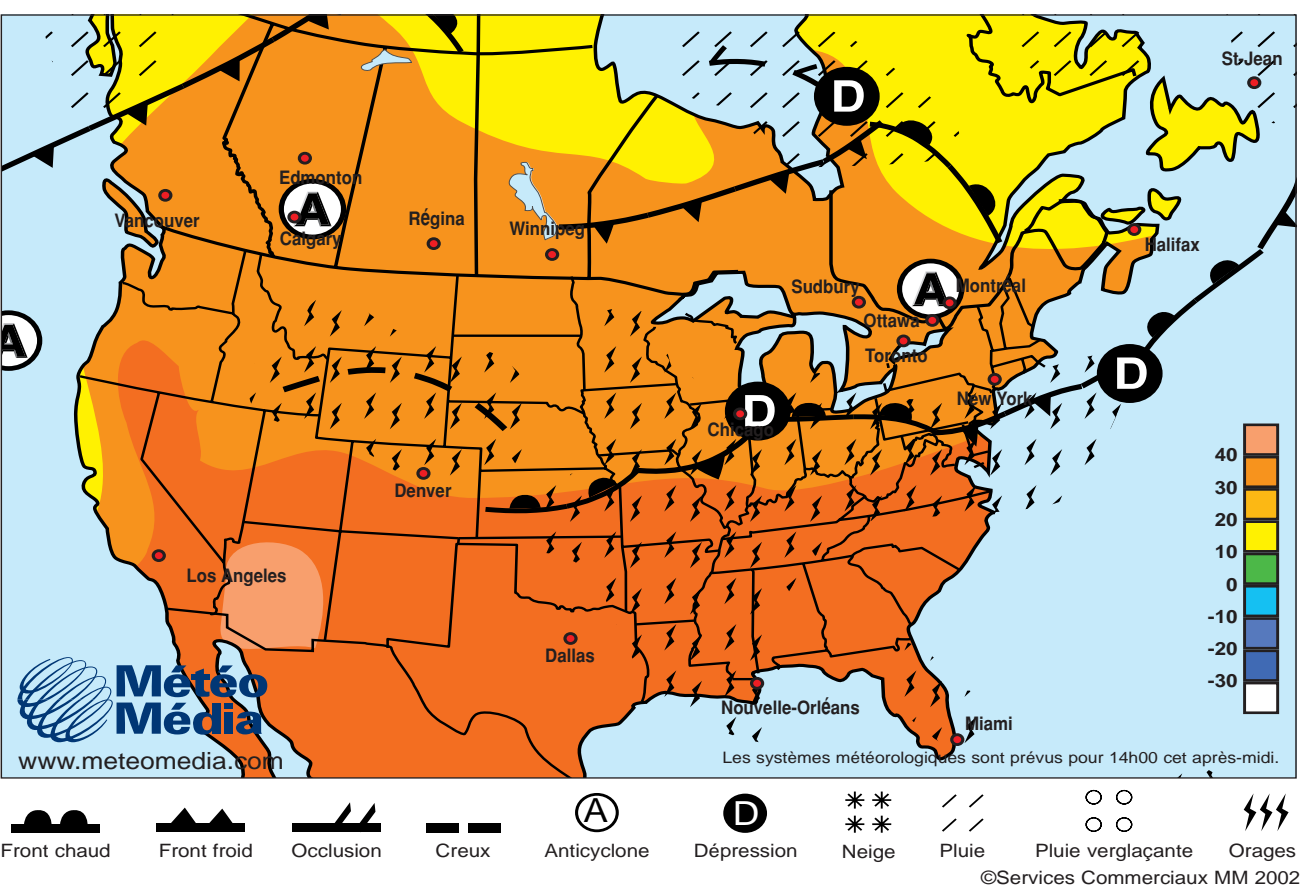 D
St-Jean
Edmonton
A
Vancouver
Calgary
Régina
Winnipeg
Halifax
Sudbury
A
Montréal
Ottawa
A
Toronto
D
New York
D
Chicago
Denver
40
30
20
10
0
-10
-20
-30
Los Angeles
Dallas
Météo
Média
Nouvelle-Orléans
Miami
www.meteomedia.com
Les systèmes météorologiques sont prévus pour 14h00 cet après-midi.
A
D
Front chaud
Front froid
Occlusion
Creux
Anticyclone
Dépression
Neige
Pluie
Pluie verglaçante
Orages
©Services Commerciaux MM 2002